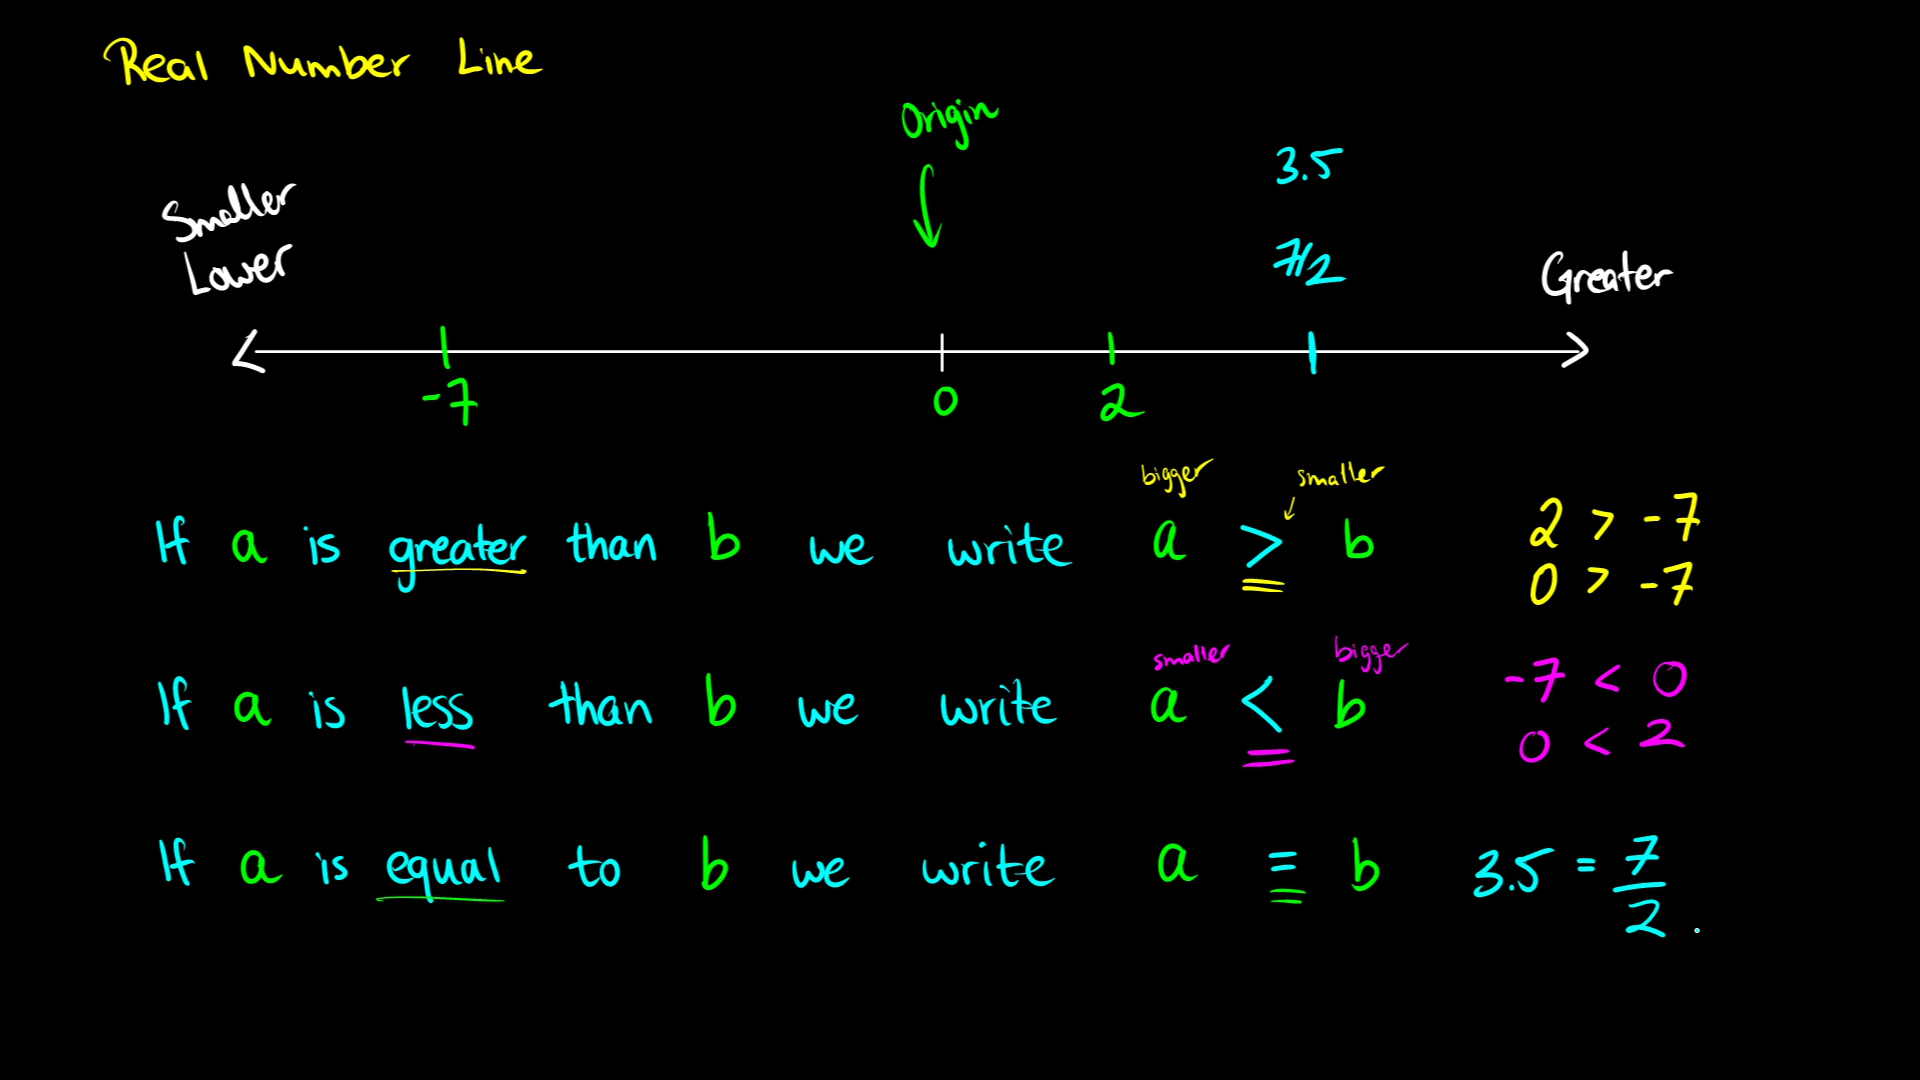 Real Number Line
Origin
3.5
Smaller
Lower
7/2
Greater
-7 0 2
bigger smaller
If a is greater than b we write a > b
2 > -7
0 > -7
smaller bigger
If a is less than b we write a < b
-7 < 0
0 < 2
If a is equal to b we write a = b
3.5 = 7/2.